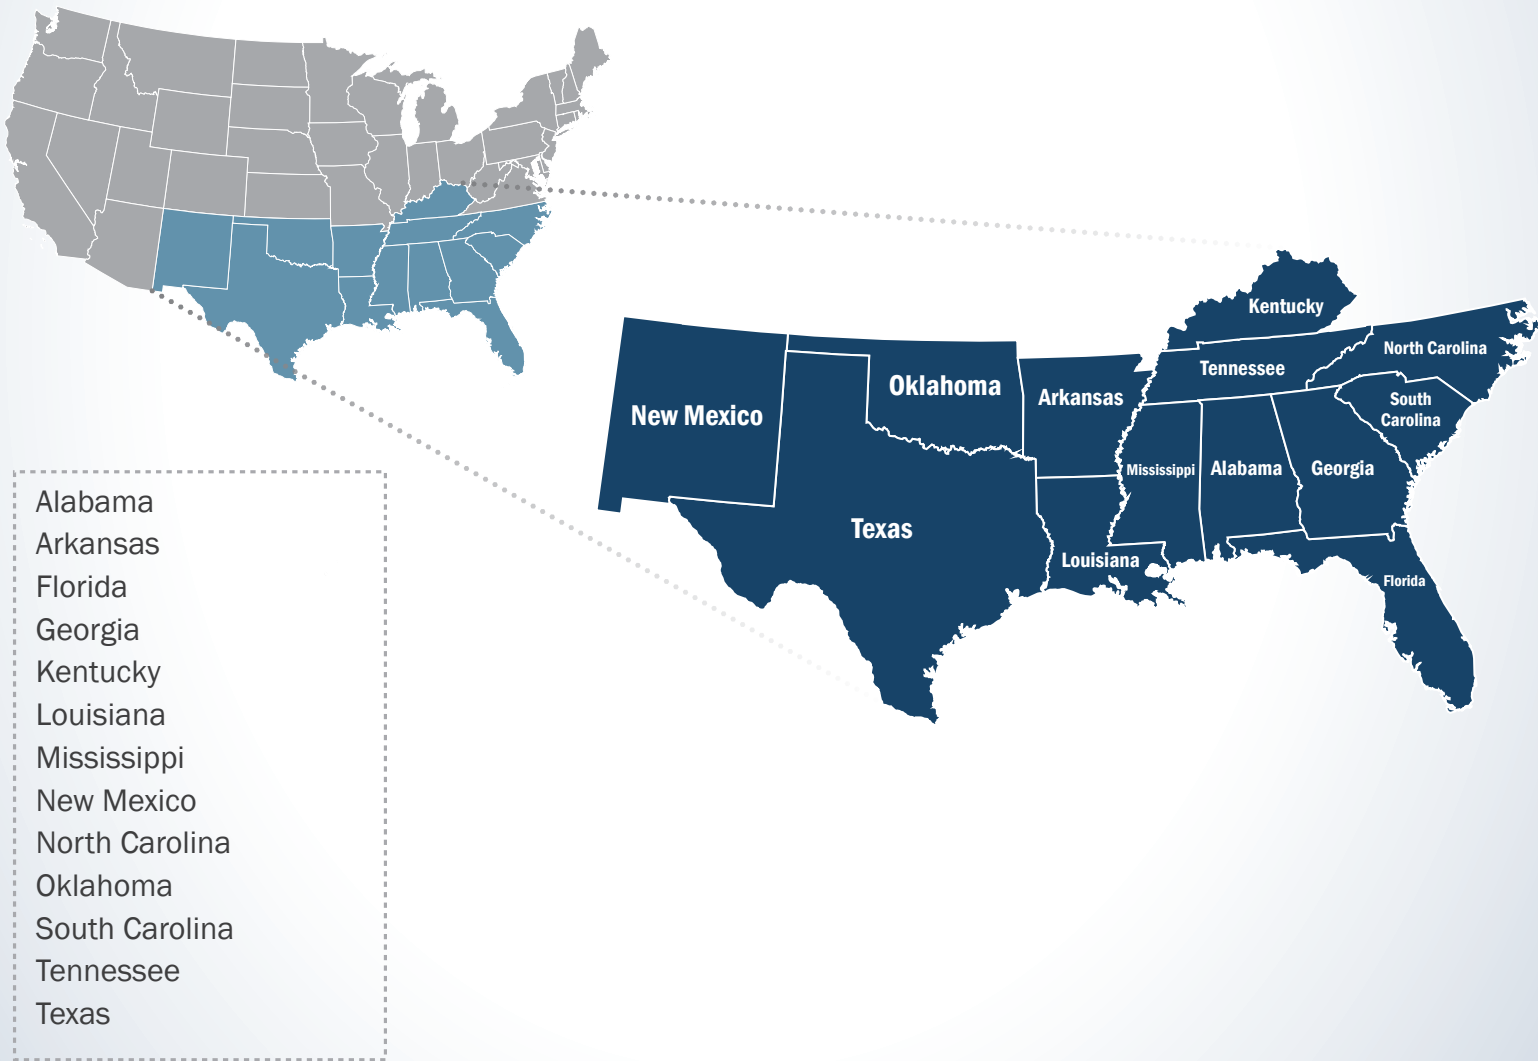 Kentucky
North Carolina
Tennessee
Oklahoma
Arkansas
New Mexico
South
Carolina
Mississippi
Alabama
Georgia
Texas
Louisiana
Florida
Alabama
Arkansas
Florida
Georgia
Kentucky
Louisiana
Mississippi
New Mexico
North Carolina
Oklahoma
South Carolina
Tennessee
Texas